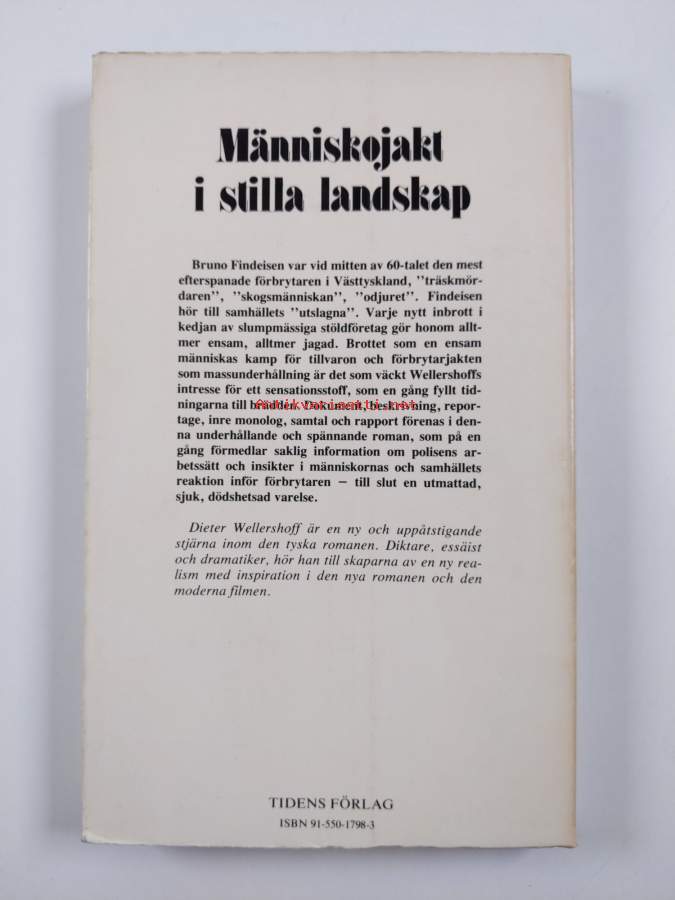 Människojakt
i stilla landskap
Bruno Findeisen var vid mitten av 60-talet den mest
efterspanade förbrytaren i Västtyskland, ''träskmör-
daren'', ''skogsmänniskan'', ''odjuret''. Findeisen
hör till samhällets ''utslagna''. Varje nytt inbrott i
kedjan av slumpmässiga stöldföretag gör honom allt-
mer ensam, alltmer jagad. Brottet som en ensam
människas kamp för tillvaron och förbrytarjakten
som massunderhållning är det som väckt Wellershoffs
intresse för ett sensationsstoff, som en gång fyllt tid-
ningarna till brädden. Dokument, beskrivning, repor-
antikvariaatti.net
tage, inre monolog, samtal och rapport förenas i den-
na underhållande och spännande roman, som på en
gång förmedlar saklig information om polisens ar-
betssätt och insikter i människornas och samhällets
reaktion inför förbrytaren – till slut en utmattad,
sjuk, dödshetsad varelse.
Dieter Wellershoff är en ny och uppåtstigande
stjärna inom den tyska romanen. Diktare, essäist
och dramatiker, hör han till skaparna av en ny rea-
lism med inspiration i den nya romanen och den
moderna filmen.
TIDENS FÖRLAG
ISBN 91-550-1798-3